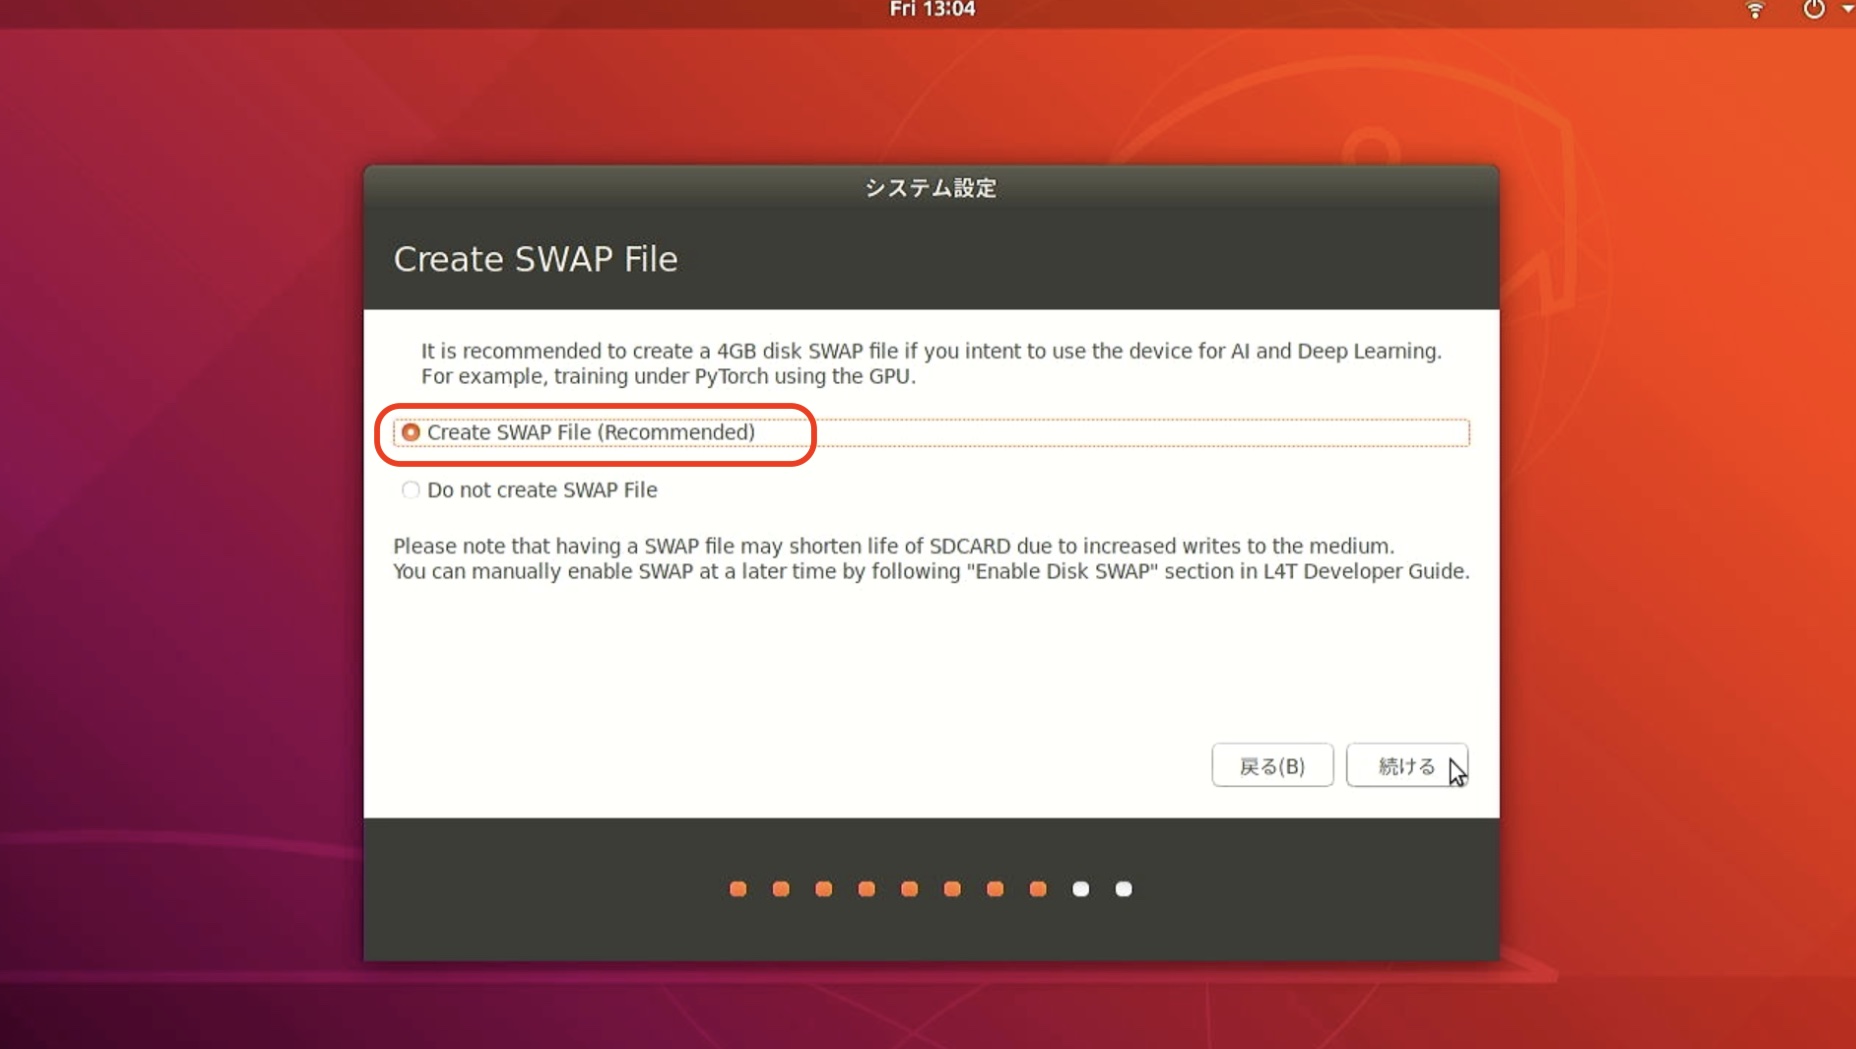 Fri 13:04
システム設定
Create SWAP File
It is recommended to create a 4GB disk SWAP file if you intent to use the device for AI and Deep Learning.
For example, training under PyTorch using the GPU.
Create SWAP File (Recommended)
Do not create SWAP File
Please note that having a SWAP file may shorten life of SDCARD due to increased writes to the medium.
You can manually enable SWAP at a later time by following "Enable Disk SWAP" section in L4T Developer Guide.
戻る(B) 続ける